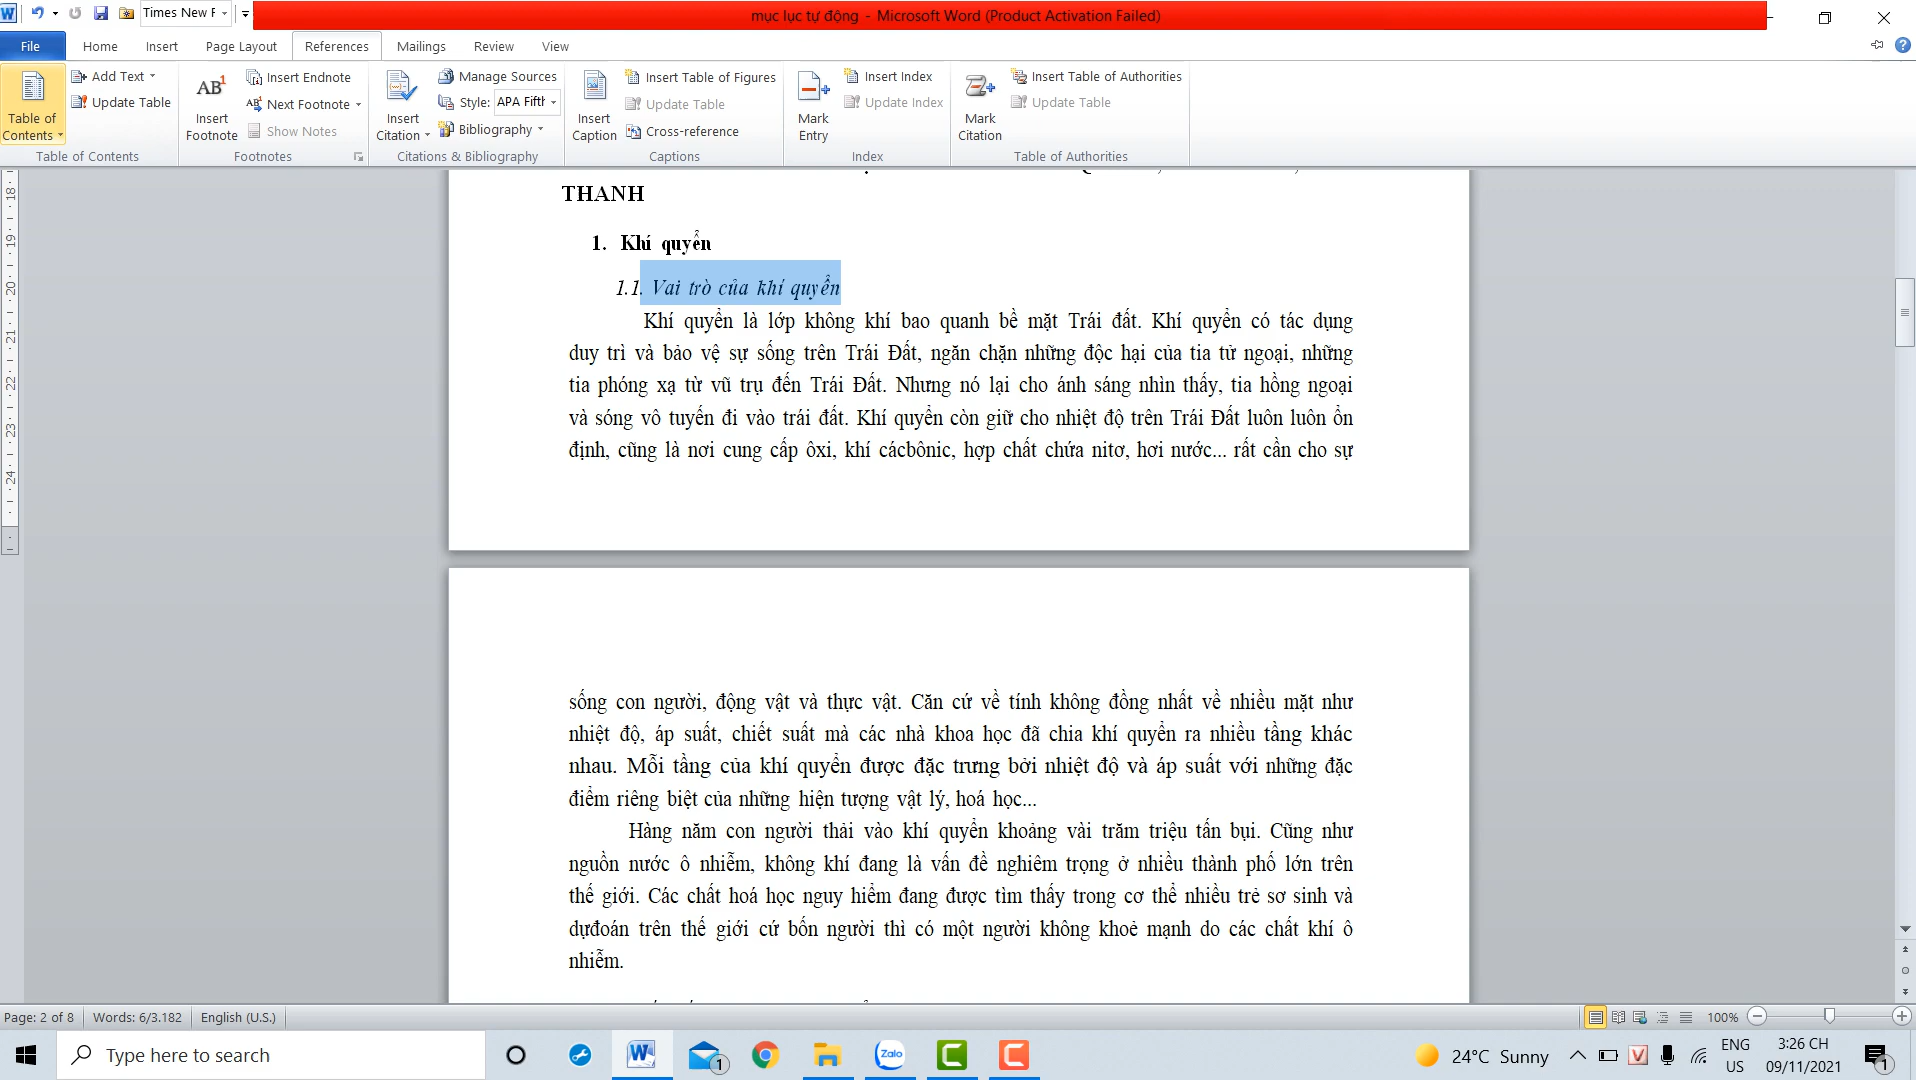 Times New F
mục lục tự động - Microsoft Word (Product Activation Failed)
File Home Insert Page Layout References Mailings Review View
Table of Contents
Add Text
Update Table
Table of Contents
AB1
Insert Footnote
Insert Endnote
AB1 Next Footnote
Show Notes
Footnotes
Insert Citation
Manage Sources
Style: APA Fifth
Bibliography
Citations & Bibliography
Insert Caption
Insert Table of Figures
Update Table
Cross-reference
Captions
Mark Entry
Insert Index
Update Index
Index
Mark Citation
Insert Table of Authorities
Update Table
Table of Authorities
THANH
1. Khí quyển
1.1. Vai trò của khí quyển
Khí quyển là lớp không khí bao quanh bề mặt Trái đất. Khí quyển có tác dụng
duy trì và bảo vệ sự sống trên Trái Đất, ngăn chặn những độc hại của tia tử ngoại, những
tia phóng xạ từ vũ trụ đến Trái Đất. Nhưng nó lại cho ánh sáng nhìn thấy, tia hồng ngoại
và sóng vô tuyến đi vào trái đất. Khí quyển còn giữ cho nhiệt độ trên Trái Đất luôn luôn ổn
định, cũng là nơi cung cấp ôxi, khí cácbônic, hợp chất chứa nitơ, hơi nước... rất cần cho sự
sống con người, động vật và thực vật. Căn cứ về tính không đồng nhất về nhiều mặt như
nhiệt độ, áp suất, chiết suất mà các nhà khoa học đã chia khí quyển ra nhiều tầng khác
nhau. Mỗi tầng của khí quyển được đặc trưng bởi nhiệt độ và áp suất với những đặc
điểm riêng biệt của những hiện tượng vật lý, hoá học...
Hàng năm con người thải vào khí quyển khoảng vài trăm triệu tấn bụi. Cũng như
nguồn nước ô nhiễm, không khí đang là vấn đề nghiêm trọng ở nhiều thành phố lớn trên
thế giới. Các chất hoá học nguy hiểm đang được tìm thấy trong cơ thể nhiều trẻ sơ sinh và
dựđoán trên thế giới cứ bốn người thì có một người không khoẻ mạnh do các chất khí ô
nhiễm.
18 19 20 21 22 23 24
Page: 2 of 8 Words: 6/3.182 English (U.S.) 100%
Type here to search
1
Zalo
24°C Sunny
ENG
US
3:26 CH
09/11/2021
1